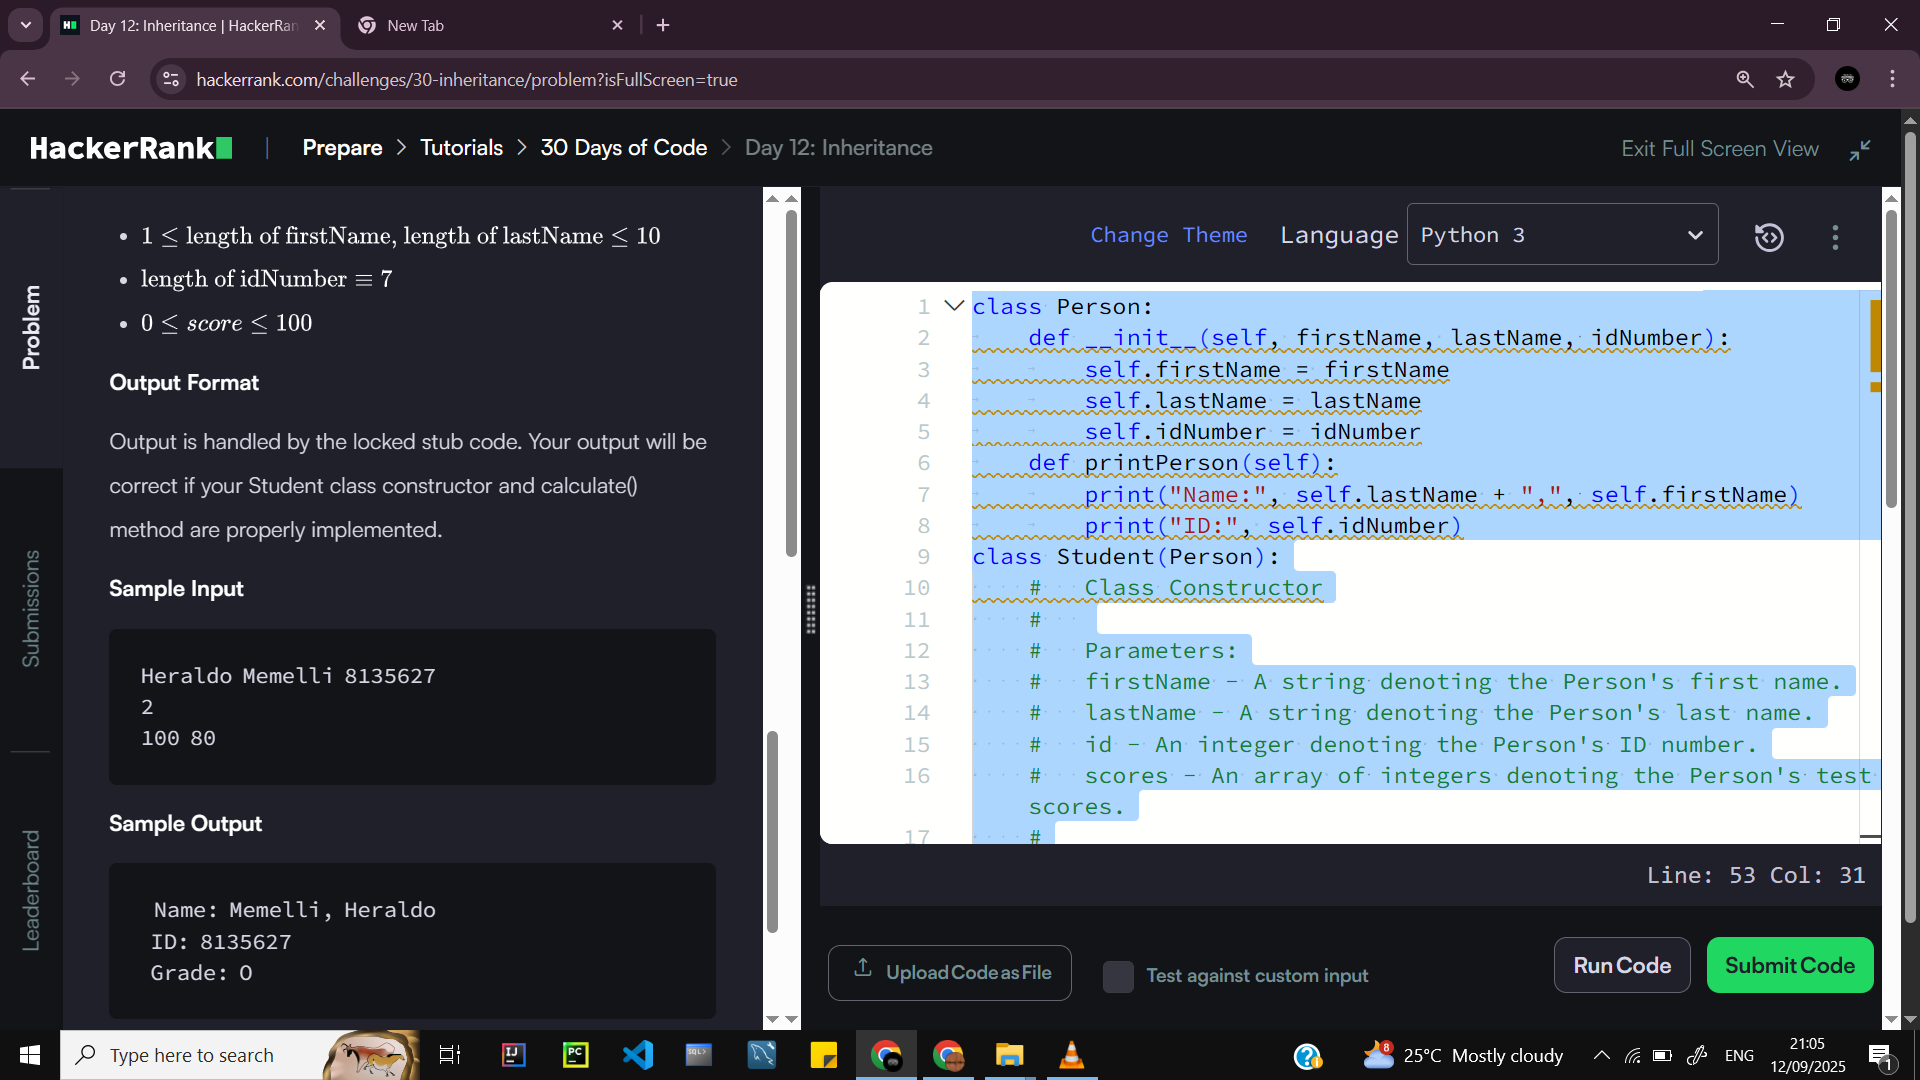 Day 12: Inheritance | HackerRan
New Tab
hackerrank.com/challenges/30-inheritance/problem?isFullScreen=true
HackerRank
Prepare > Tutorials > 30 Days of Code > Day 12: Inheritance
Exit Full Screen View
Problem
Submissions
Leaderboard
• 1 ≤ length of firstName, length of lastName ≤ 10
• length of idNumber ≡ 7
• 0 ≤ score ≤ 100
Output Format
Output is handled by the locked stub code. Your output will be
correct if your Student class constructor and calculate()
method are properly implemented.
Sample Input
Heraldo Memelli 8135627
2
100 80
Sample Output
Name: Memelli, Heraldo
ID: 8135627
Grade: O
Change Theme Language Python 3
1 class Person:
2 def __init__(self, firstName, lastName, idNumber):
3 self.firstName = firstName
4 self.lastName = lastName
5 self.idNumber = idNumber
6 def printPerson(self):
7 print("Name:", self.lastName + ",", self.firstName)
8 print("ID:", self.idNumber)
9 class Student(Person):
10 # Class Constructor
11 #
12 # Parameters:
13 # firstName - A string denoting the Person's first name.
14 # lastName - A string denoting the Person's last name.
15 # id - An integer denoting the Person's ID number.
16 # scores - An array of integers denoting the Person's test
scores.
17 #
Line: 53 Col: 31
Upload Code as File
Test against custom input
Run Code
Submit Code
Type here to search
IJ
PC
SQL>
8
25°C Mostly cloudy
ENG
21:05
12/09/2025
1